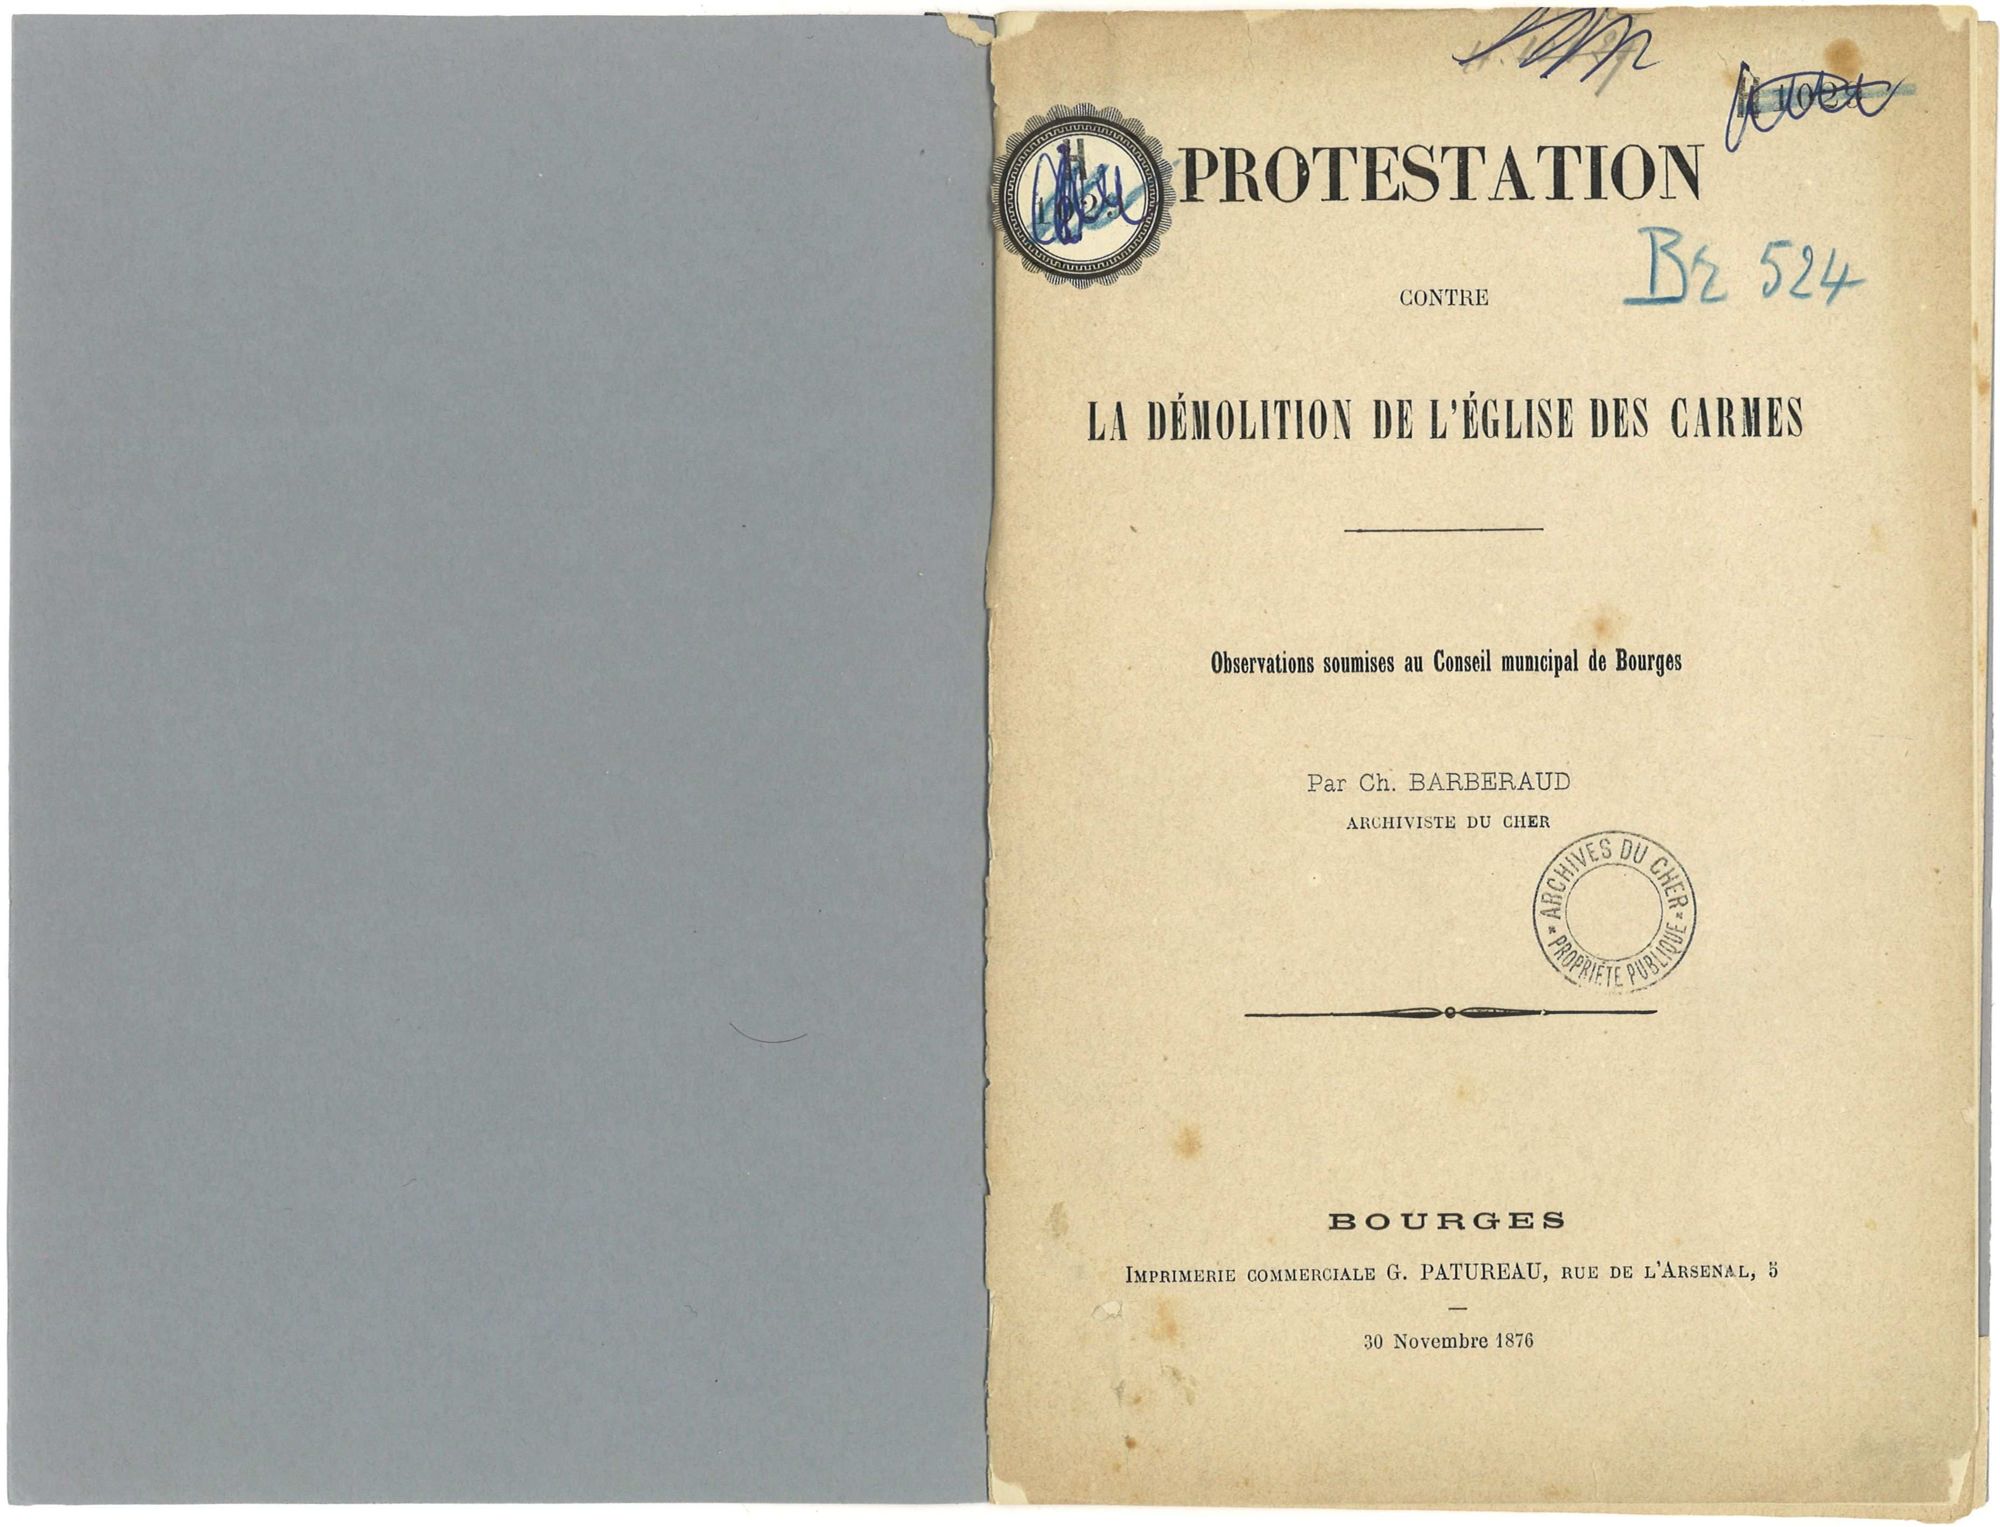 PROTESTATION
Br 524
CONTRE
LA DÉMOLITION DE L'ÉGLISE DES CARMES
Observations soumises au Conseil municipal de Bourges
Par Ch. BARBERAUD
ARCHIVISTE DU CHER
ARCHIVES DU CHER
PROPRIÉTÉ PUBLIQUE
BOURGES
IMPRIMERIE COMMERCIALE G. PATUREAU, RUE DE L'ARSENAL, 5
30 Novembre 1876